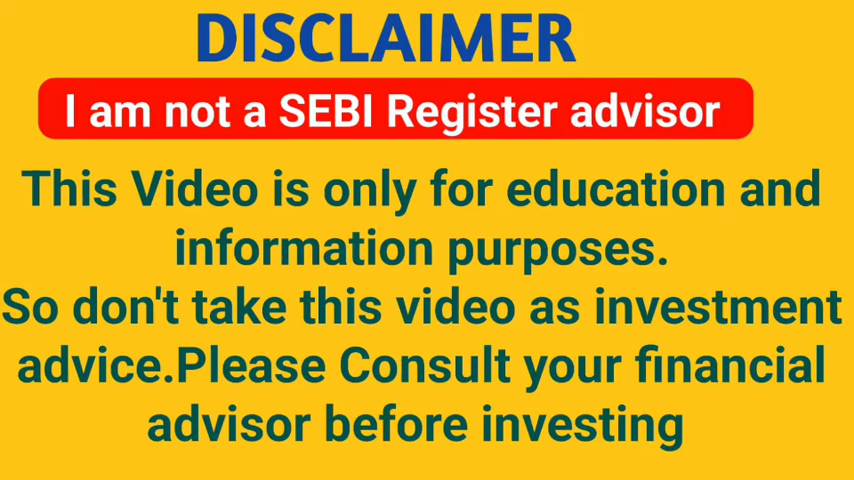 DISCLAIMER
I am not a SEBI Register advisor
This Video is only for education and
information purposes.
So don't take this video as investment
advice.Please Consult your financial
advisor before investing